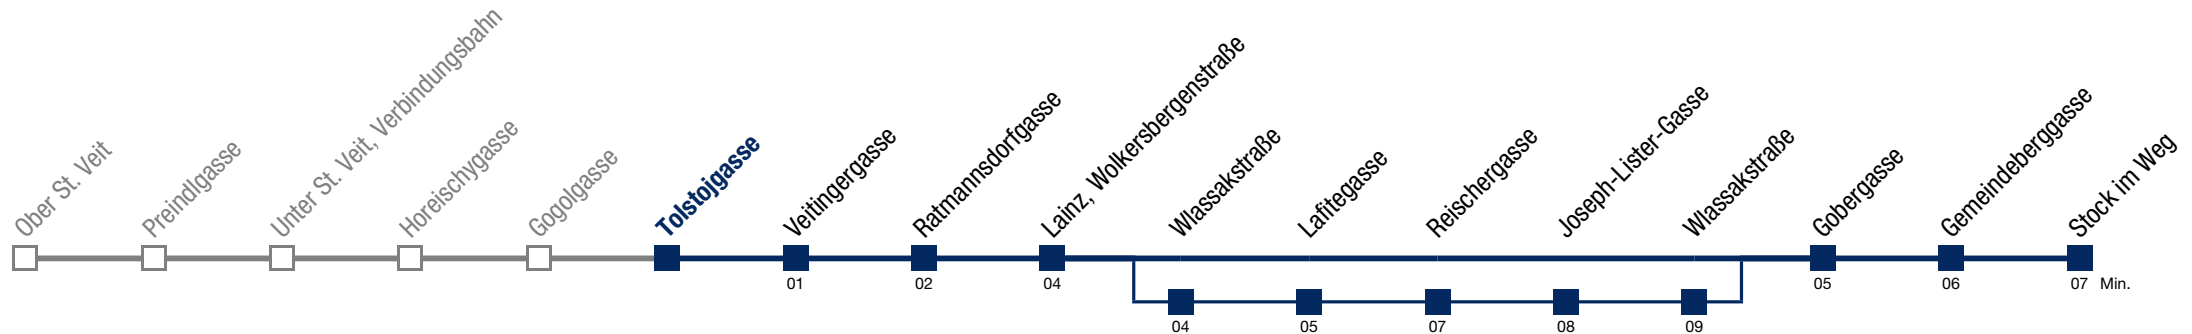 Ober St. Veit
Preindlgasse
Unter St. Veit, Verbindungsbahn
Horeischygasse
Gogolgasse
Tolstojgasse
Veitingergasse
Ratmannsdorfgasse
Lainz, Wolkersbergenstraße
Wlassakstraße
Lafitegasse
Reischergasse
Joseph-Lister-Gasse
Wlassakstraße
Gobergasse
Gemeindeberggasse
Stock im Weg
01
02
04
05
06
07 Min.
04
05
07
08
09